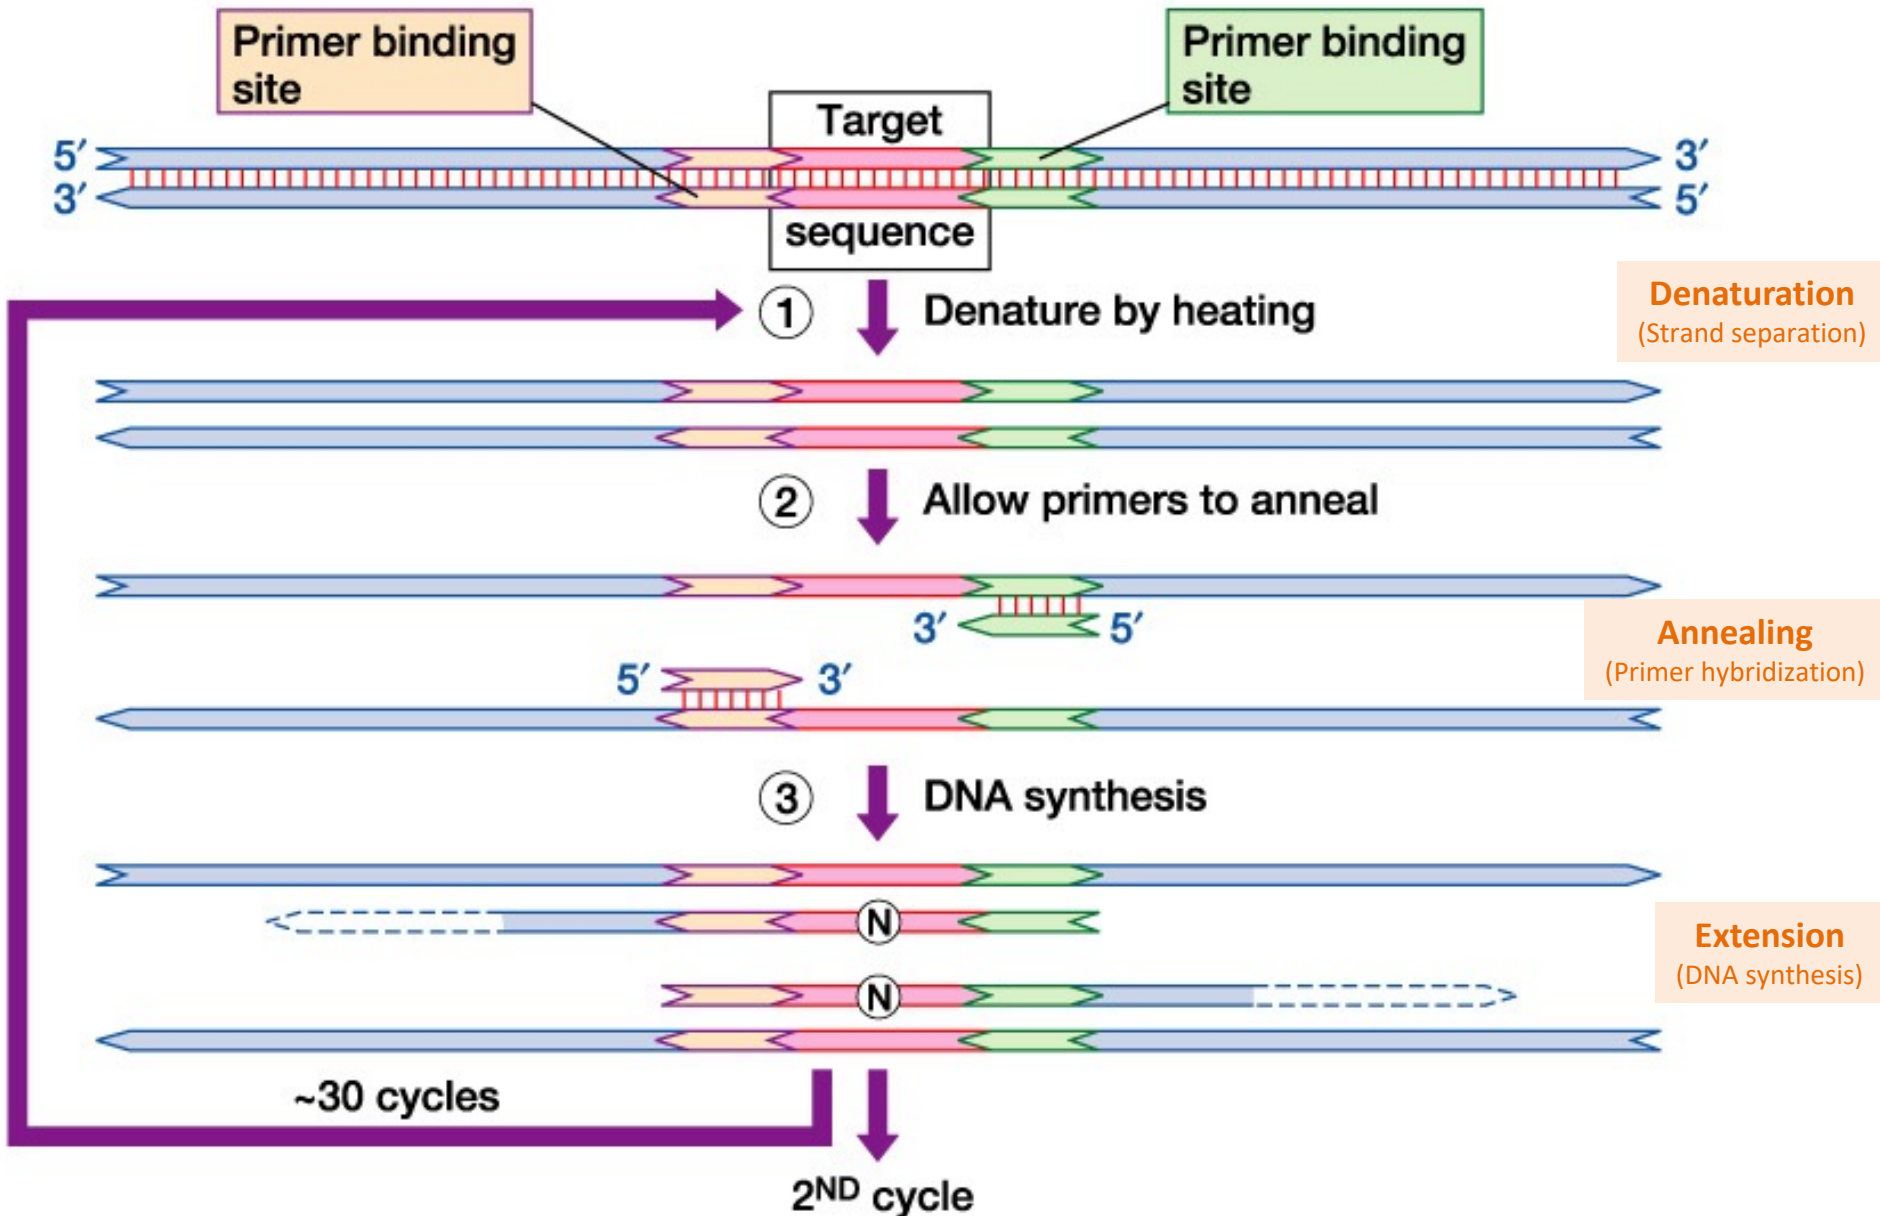 Primer binding
site
Primer binding
site
Target
5′
3′
3′
5′
sequence
1
Denature by heating
Denaturation
(Strand separation)
2
Allow primers to anneal
3′
5′
Annealing
(Primer hybridization)
5′
3′
3
DNA synthesis
N
Extension
(DNA synthesis)
N
~30 cycles
2ND cycle